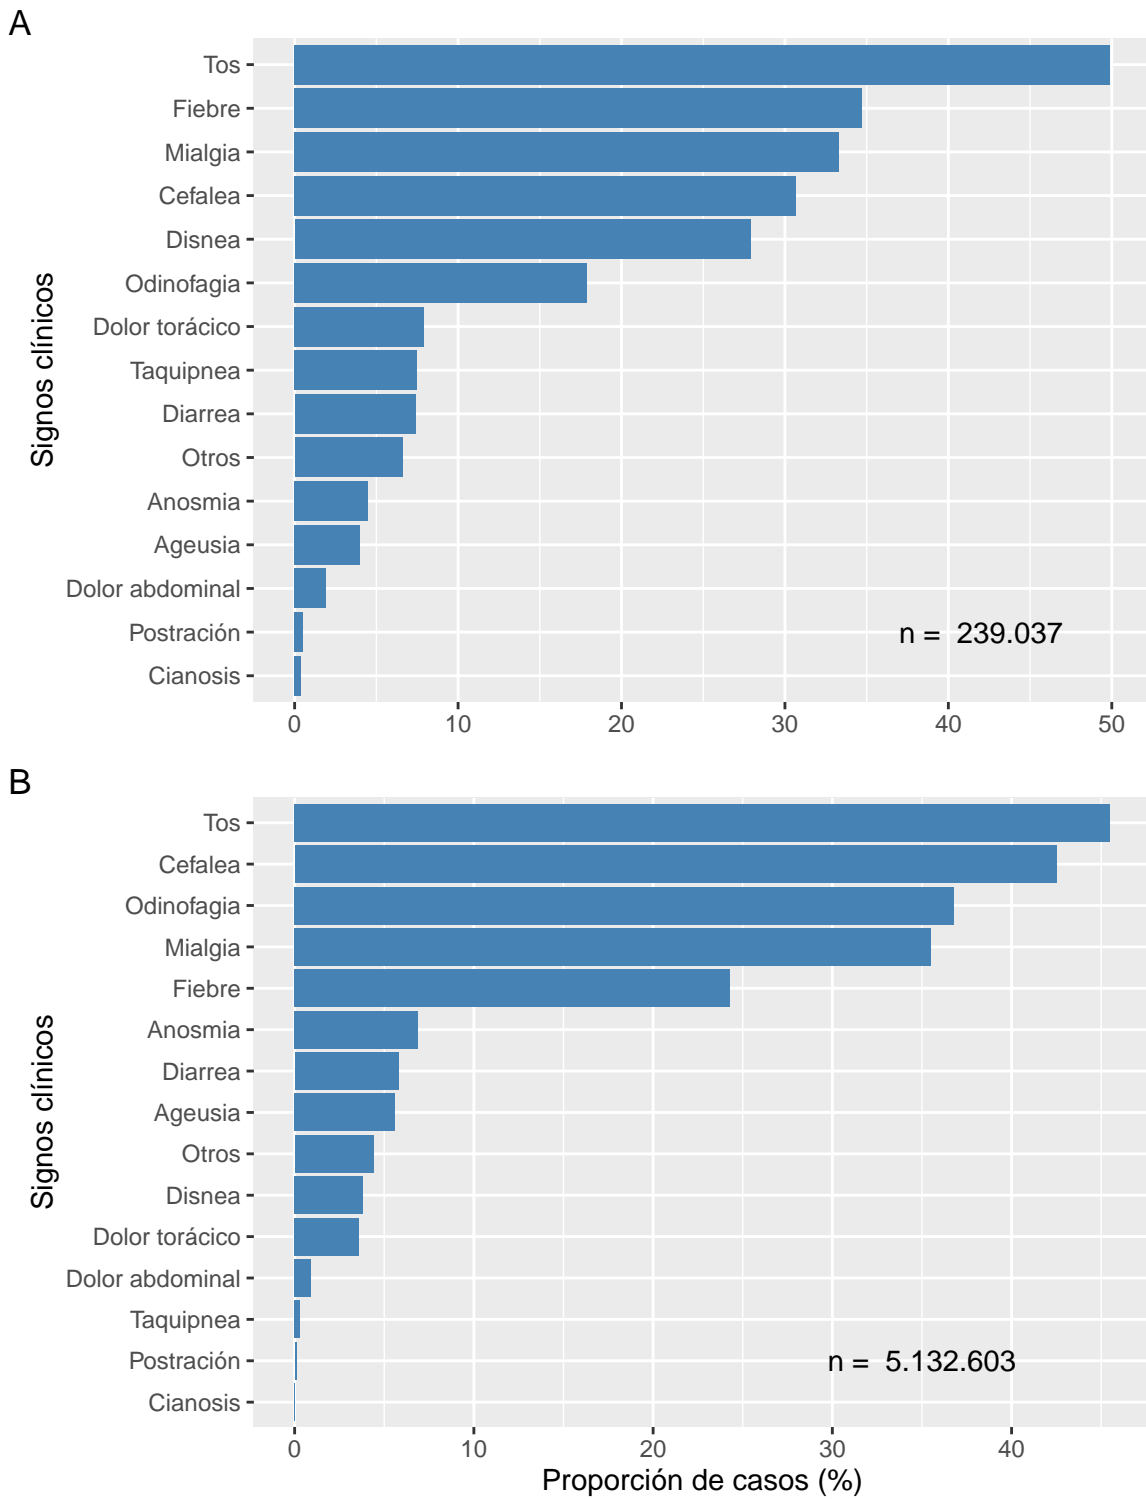 A
Signos clínicos
Tos
Fiebre
Mialgia
Cefalea
Disnea
Odinofagia
Dolor torácico
Taquipnea
Diarrea
Otros
Anosmia
Ageusia
Dolor abdominal
Postración
Cianosis
n = 239.037
0 10 20 30 40 50
B
Signos clínicos
Tos
Cefalea
Odinofagia
Mialgia
Fiebre
Anosmia
Diarrea
Ageusia
Otros
Disnea
Dolor torácico
Dolor abdominal
Taquipnea
Postración
Cianosis
n = 5.132.603
0 10 20 30 40
Proporción de casos (%)